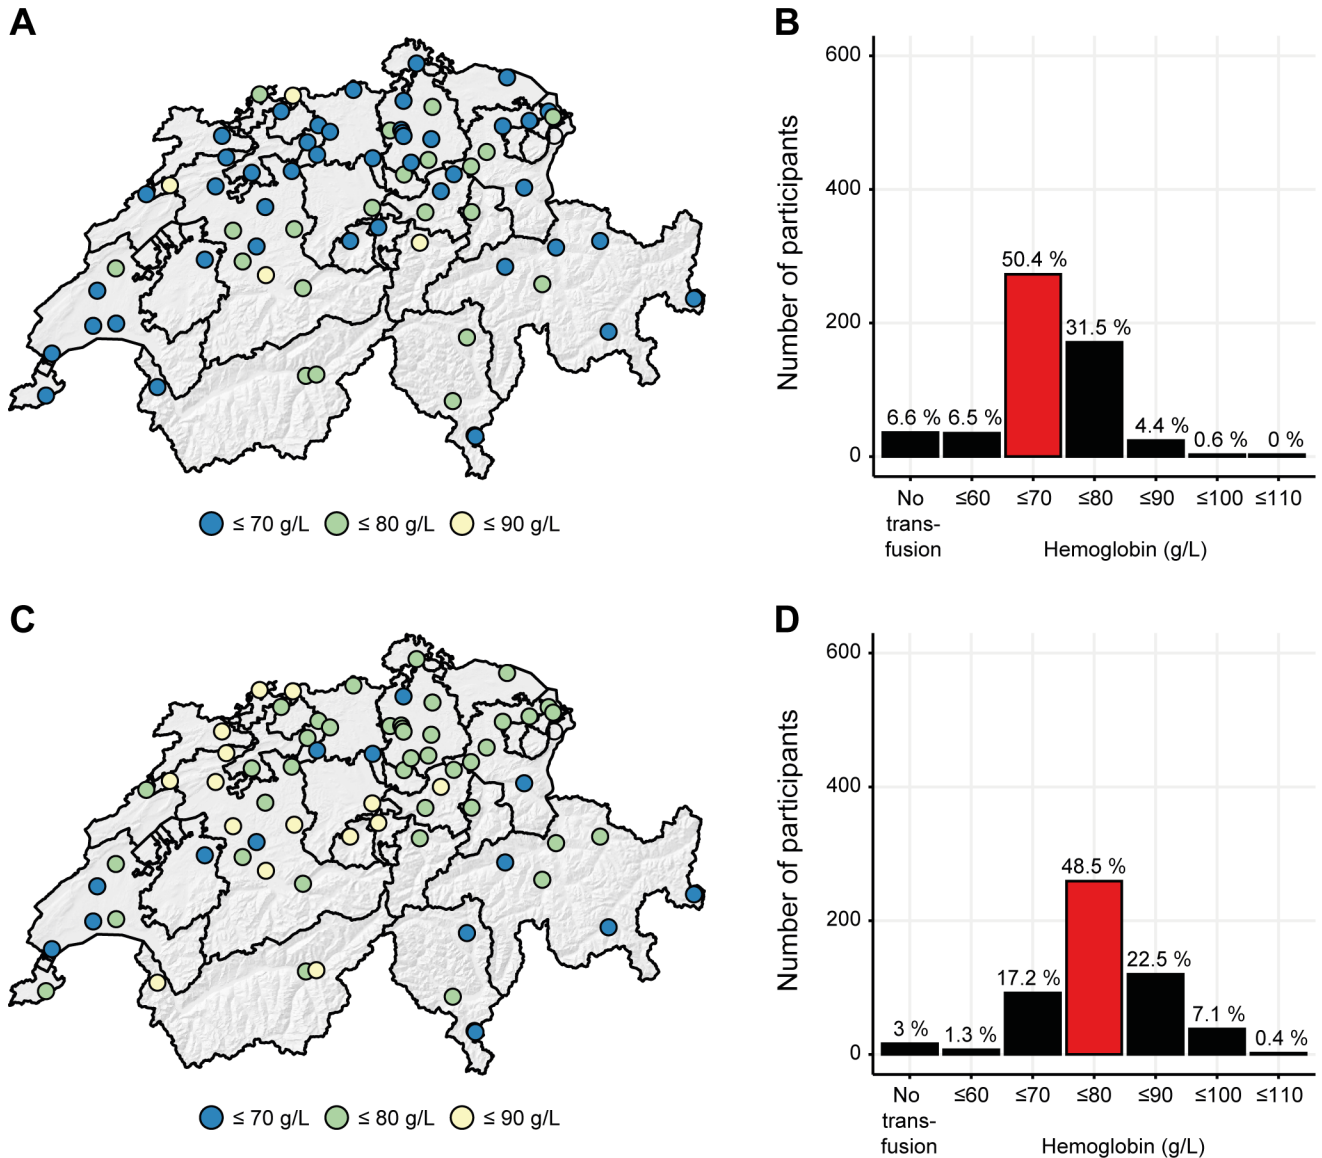 A
≤ 70 g/L ≤ 80 g/L ≤ 90 g/L
B
Number of participants
600
400
200
0
6.6 % 6.5 % 50.4 % 31.5 % 4.4 % 0.6 % 0 %
No trans- fusion ≤60 ≤70 ≤80 ≤90 ≤100 ≤110
Hemoglobin (g/L)
C
≤ 70 g/L ≤ 80 g/L ≤ 90 g/L
D
Number of participants
600
400
200
0
3 % 1.3 % 17.2 % 48.5 % 22.5 % 7.1 % 0.4 %
No trans- fusion ≤60 ≤70 ≤80 ≤90 ≤100 ≤110
Hemoglobin (g/L)